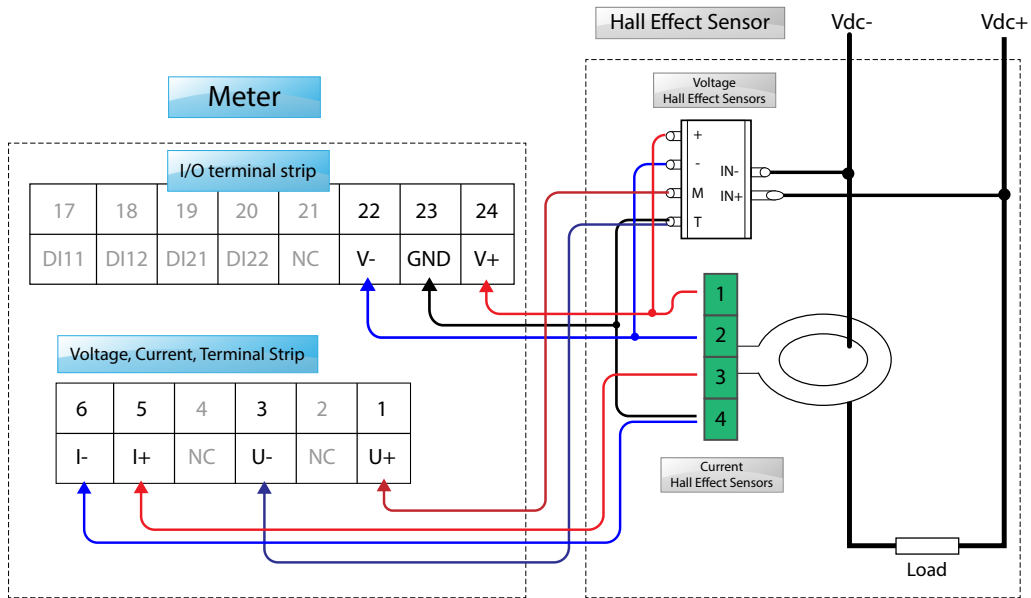 Hall Effect Sensor
Vdc-
Vdc+
Meter
Voltage
Hall Effect Sensors
I/O terminal strip
17 18 19 20 21 22 23 24
DI11 DI12 DI21 DI22 NC V- GND V+
+
-
M
T
IN-
IN+
Voltage, Current, Terminal Strip
6 5 4 3 2 1
I- I+ NC U- NC U+
1
2
3
4
Current
Hall Effect Sensors
Load